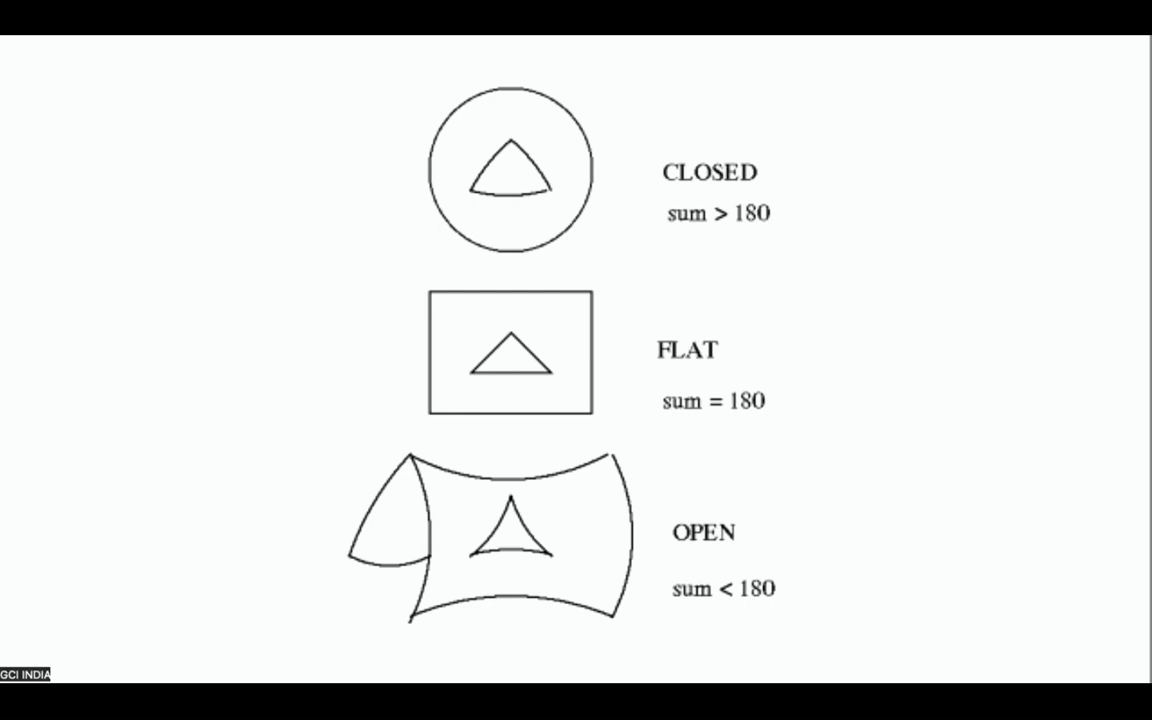 CLOSED
sum > 180
FLAT
sum = 180
OPEN
sum < 180
GCI INDIA